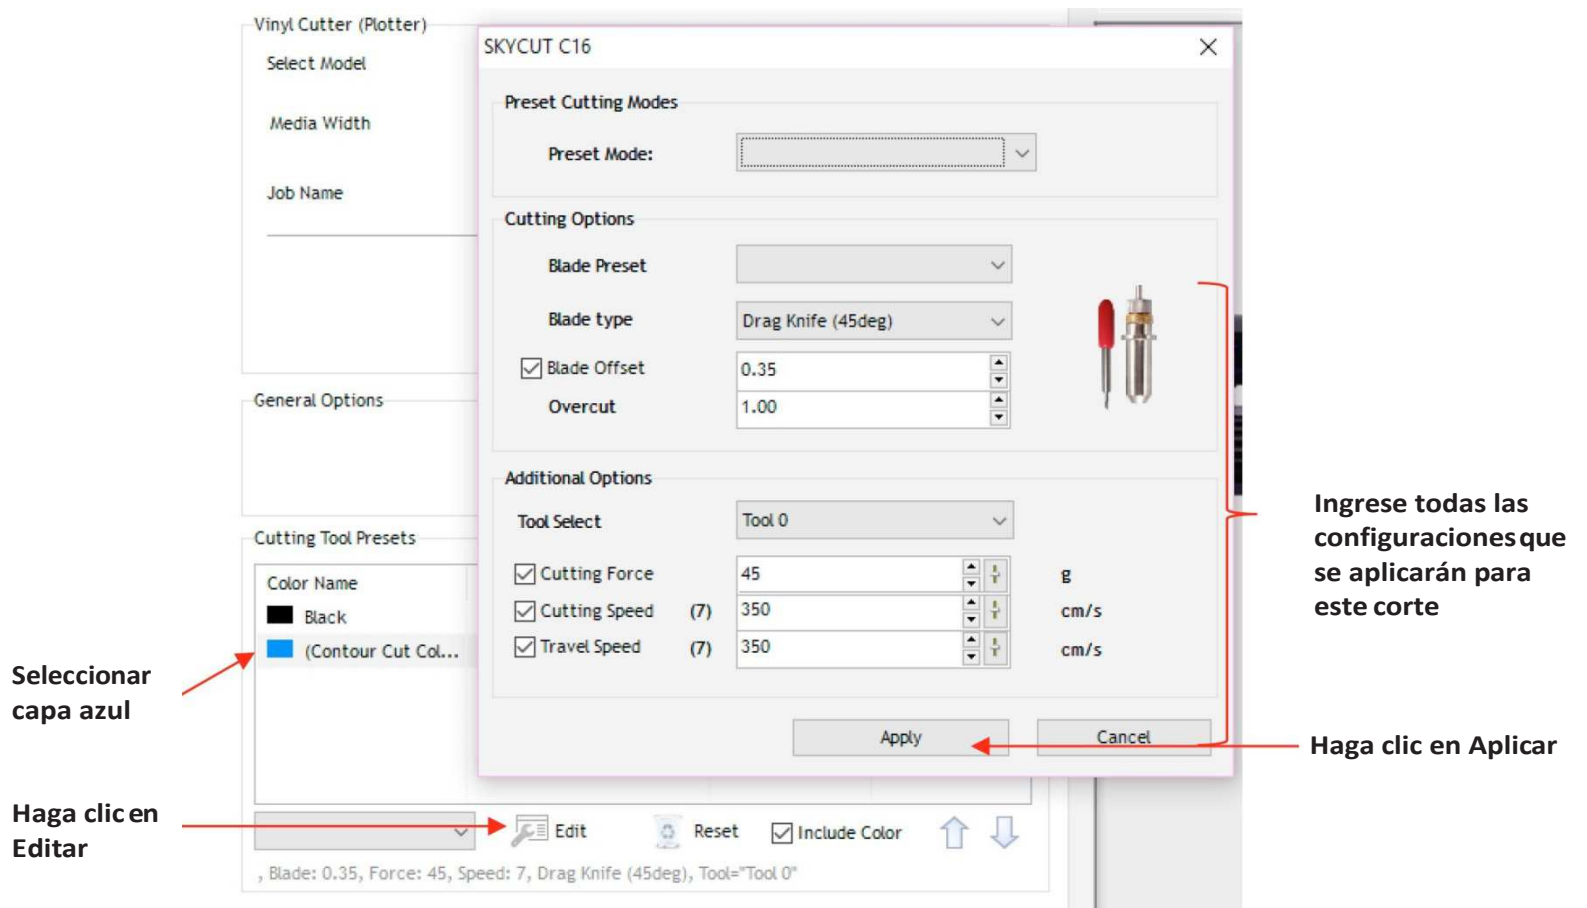 Vinyl Cutter (Plotter)
Select Model
Media Width
Job Name
General Options
Cutting Tool Presets
Color Name
Black
(Contour Cut Col...
Edit
Reset
Include Color
, Blade: 0.35, Force: 45, Speed: 7, Drag Knife (45deg), Tool="Tool 0"
SKYCUT C16
Preset Cutting Modes
Preset Mode:
Cutting Options
Blade Preset
Blade type Drag Knife (45deg)
Blade Offset 0.35
Overcut 1.00
Additional Options
Tool Select Tool 0
Cutting Force 45 g
Cutting Speed (7) 350 cm/s
Travel Speed (7) 350 cm/s
Apply Cancel
Seleccionar
capa azul
Haga clic en
Editar
Ingrese todas las
configuraciones que
se aplicarán para
este corte
Haga clic en Aplicar